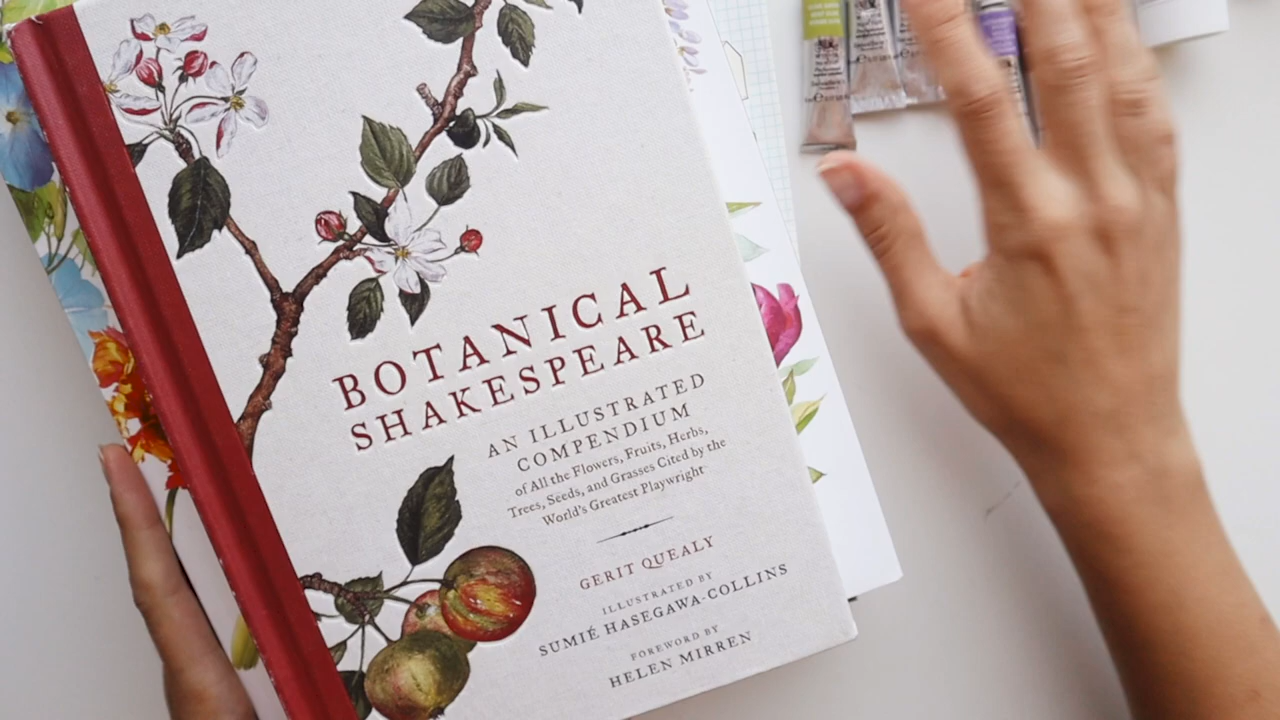 BOTANICAL
SHAKESPEARE
AN ILLUSTRATED
COMPENDIUM
of All the Flowers, Fruits, Herbs,
Trees, Seeds, and Grasses Cited by the
World's Greatest Playwright
GERIT QUEALY
ILLUSTRATED BY
SUMIÉ HASEGAWA-COLLINS
FOREWORD BY
HELEN MIRREN